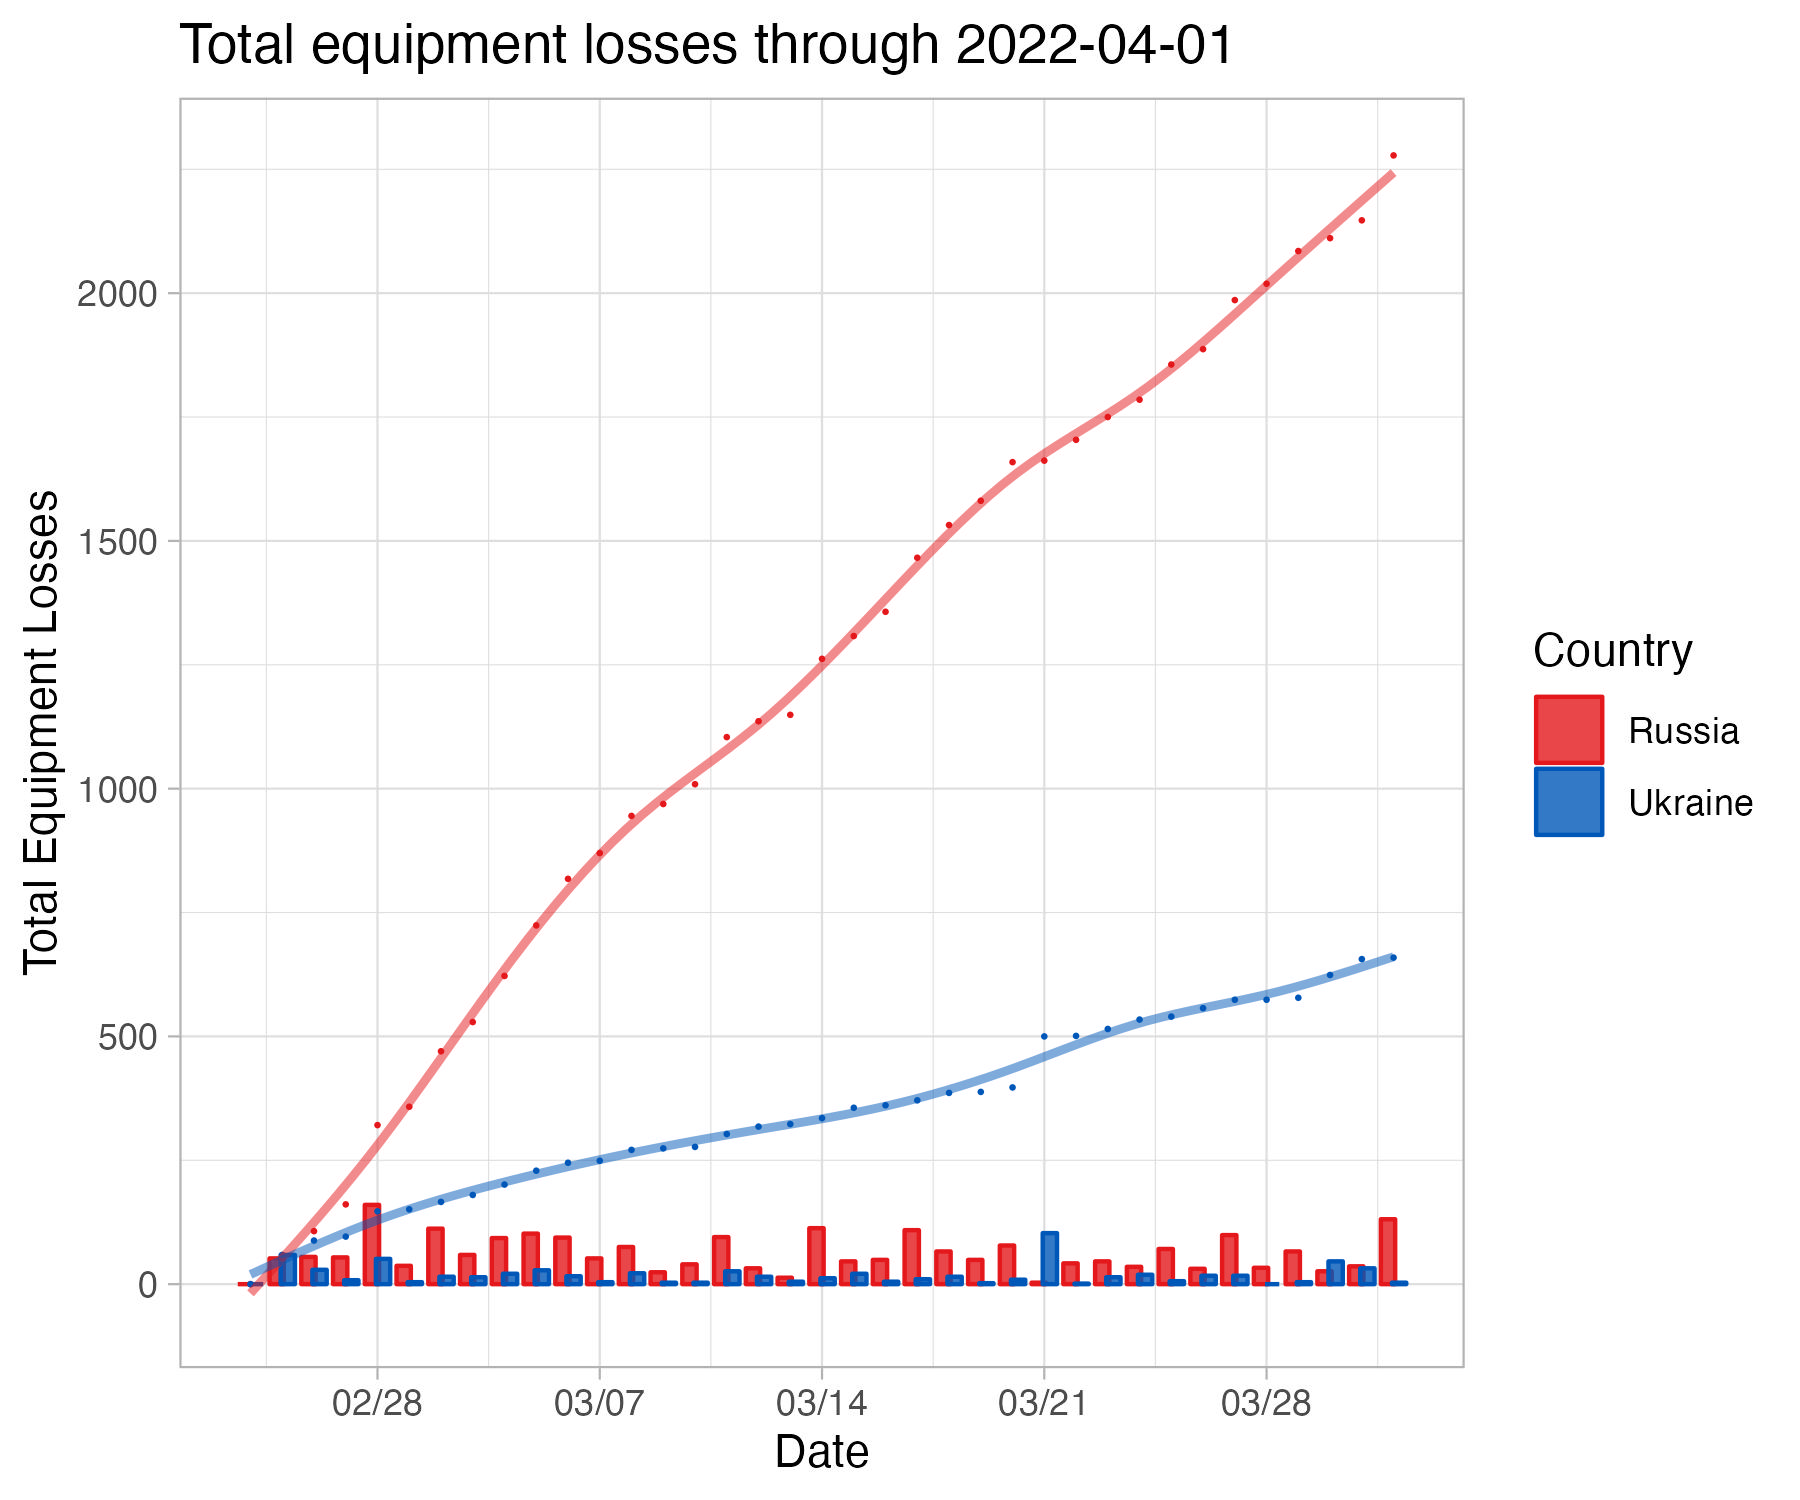 Total equipment losses through 2022-04-01
Total Equipment Losses
2000
1500
1000
500
0
02/28 03/07 03/14 03/21 03/28
Date
Country
Russia
Ukraine